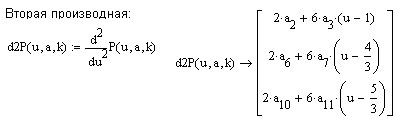 Вторая производная:
d2P(u,a,k) := d²/du² P(u,a,k)
d2P(u,a,k) →
2·a₂ + 6·a₃·(u − 1)
2·a₆ + 6·a₇·(u − 4/3)
2·a₁₀ + 6·a₁₁·(u − 5/3)